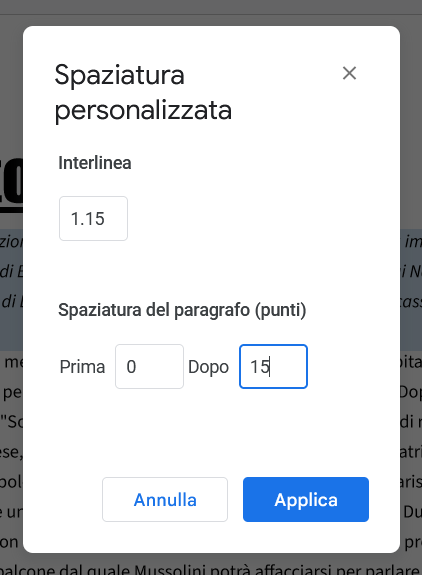 Spaziatura
personalizzata
Interlinea
1.15
Spaziatura del paragrafo (punti)
Prima 0 Dopo 15
Annulla Applica
balcone dal quale Mussolini potrà affacciarsi per parlare